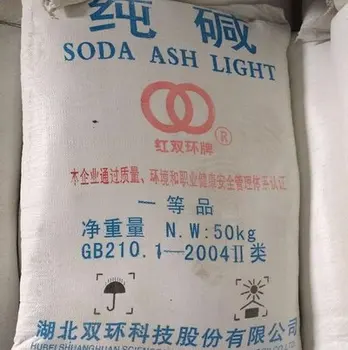 纯碱
SODA ASH LIGHT
红双环牌®
本企业通过质量、环境和职业健康安全管理体系认证
一等品
净重量 N.W:50kg
GB210.1—2004Ⅱ类
湖北双环科技股份有限公司
HUBEI SHUANGHUAN SCIENCE